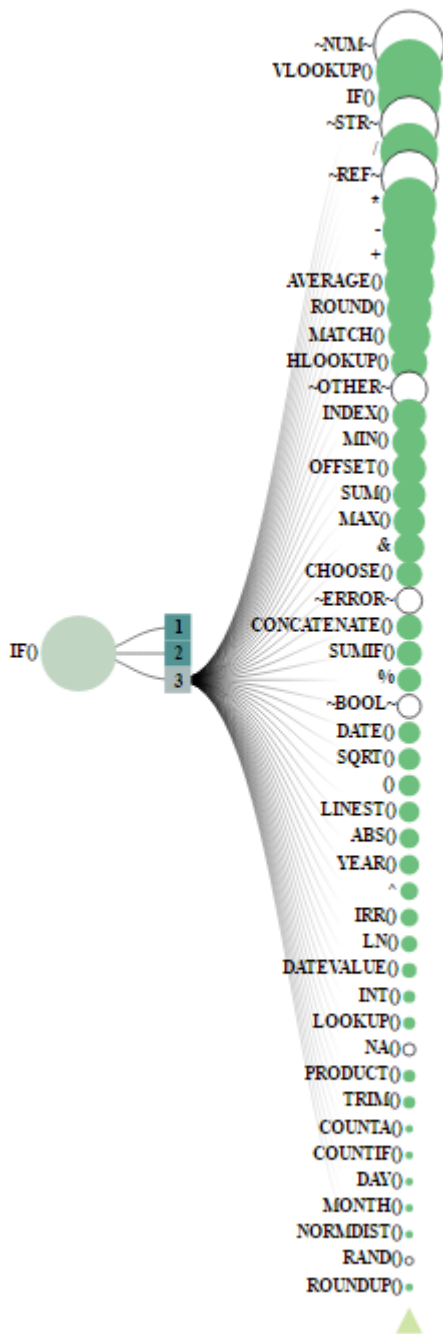 ~NUM~
VLOOKUP()
IF()
~STR~
/
~REF~
*
-
+
AVERAGE()
ROUND()
MATCH()
HLOOKUP()
~OTHER~
INDEX()
MIN()
OFFSET()
SUM()
MAX()
&
CHOOSE()
~ERROR~
CONCATENATE()
1
2
3
IF()
SUMIF()
%
~BOOL~
DATE()
SQRT()
()
LINEST()
ABS()
YEAR()
^
IRR()
LN()
DATEVALUE()
INT()
LOOKUP()
NA()
PRODUCT()
TRIM()
COUNTA()
COUNTIF()
DAY()
MONTH()
NORMDIST()
RAND()
ROUNDUP()